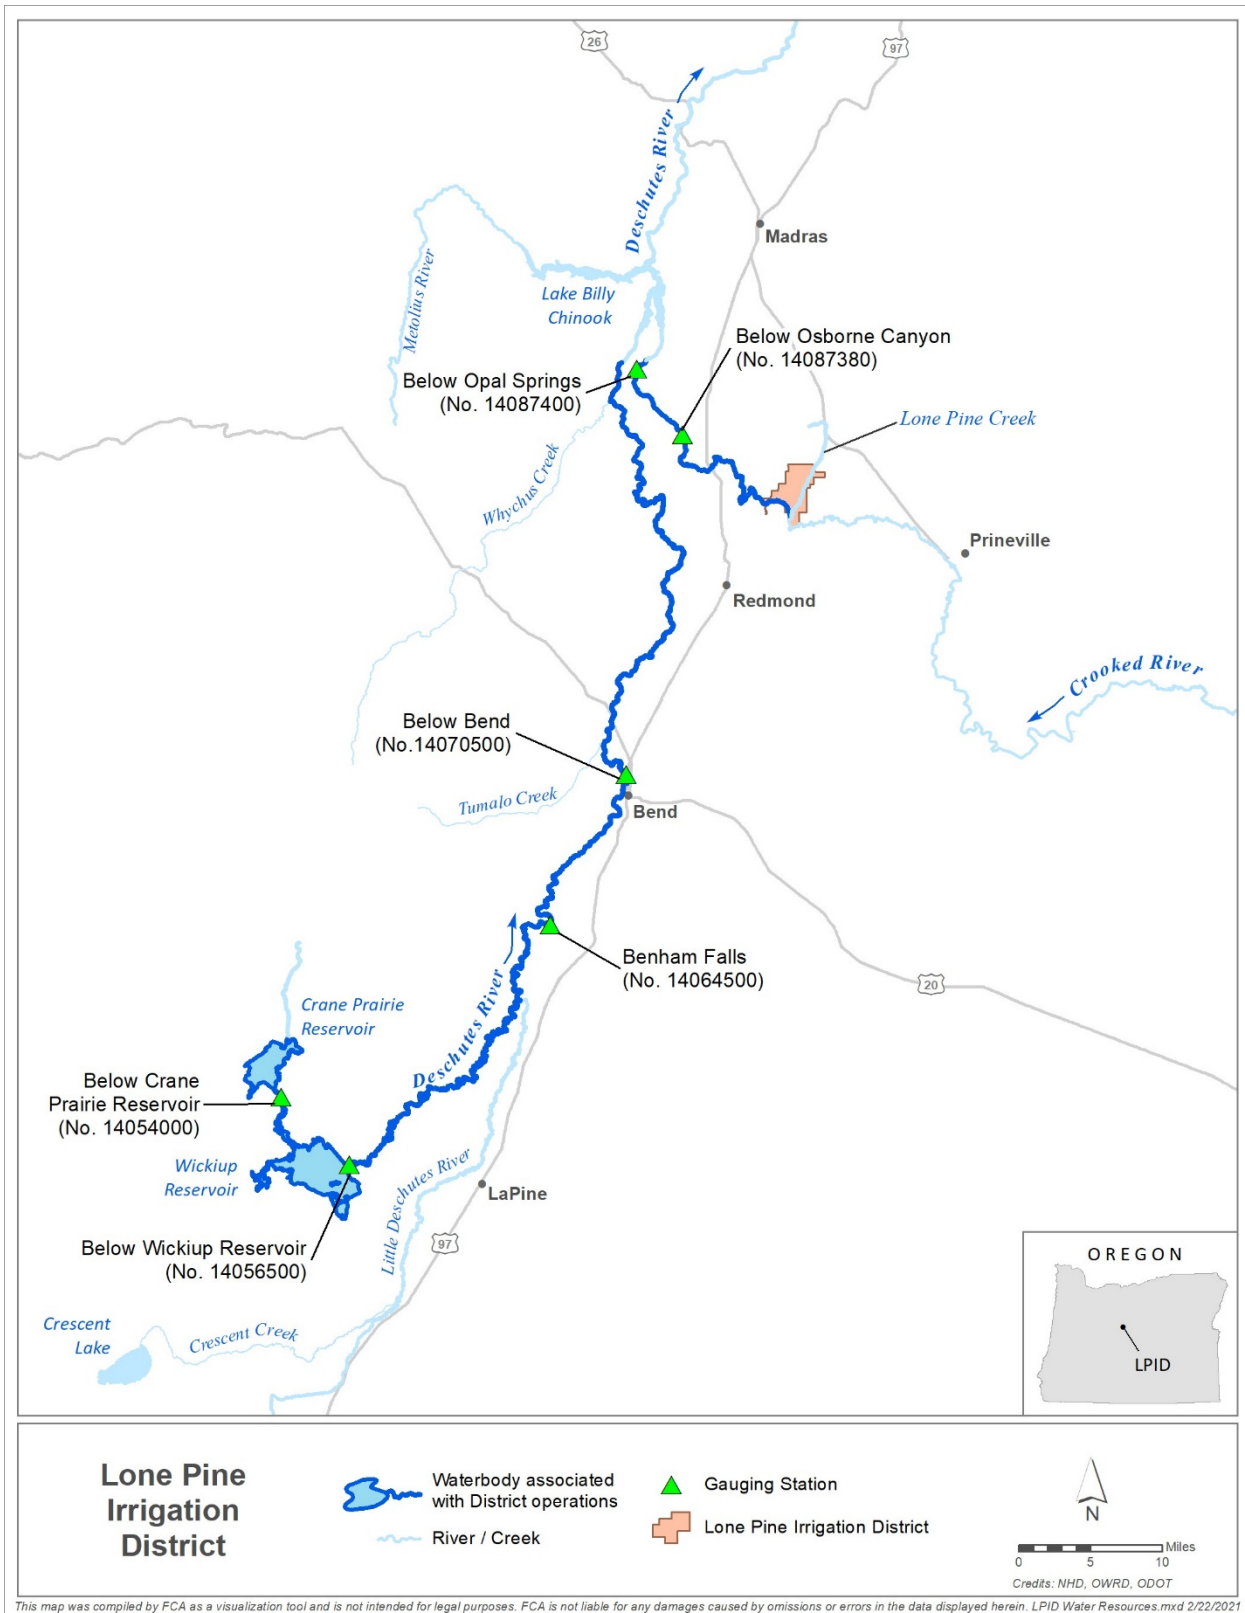 26
97
Deschutes River
Madras
Metolius River
Lake Billy
Chinook
Below Osborne Canyon
(No. 14087380)
Below Opal Springs
(No. 14087400)
Lone Pine Creek
Whychus Creek
Prineville
Redmond
Crooked River
Below Bend
(No.14070500)
Tumalo Creek
Bend
Benham Falls
(No. 14064500)
20
Deschutes River
Crane Prairie
Reservoir
Below Crane
Prairie Reservoir
(No. 14054000)
Wickiup
Reservoir
Little Deschutes River
LaPine
Below Wickiup Reservoir
(No. 14056500)
97
Crescent
Lake
Crescent Creek
OREGON
LPID
Lone Pine
Irrigation
District
Waterbody associated
with District operations
River / Creek
Gauging Station
Lone Pine Irrigation District
N
Miles
0 5 10
Credits: NHD, OWRD, ODOT
This map was compiled by FCA as a visualization tool and is not intended for legal purposes. FCA is not liable for any damages caused by omissions or errors in the data displayed herein. LPID Water Resources.mxd 2/22/2021